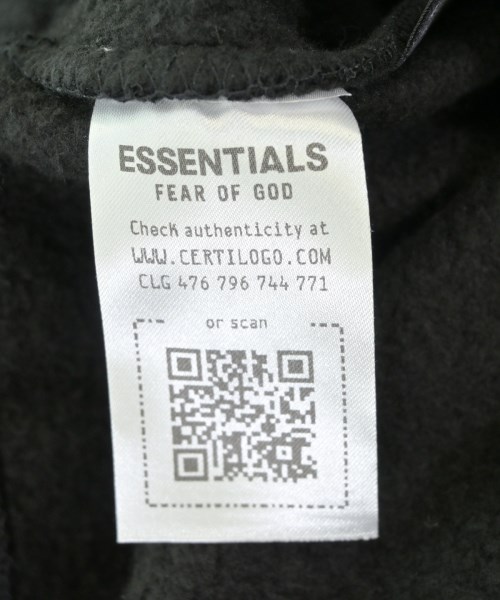 ESSENTIALS
FEAR OF GOD
Check authenticity at
WWW.CERTILOGO.COM
CLG 476 796 744 771
or scan